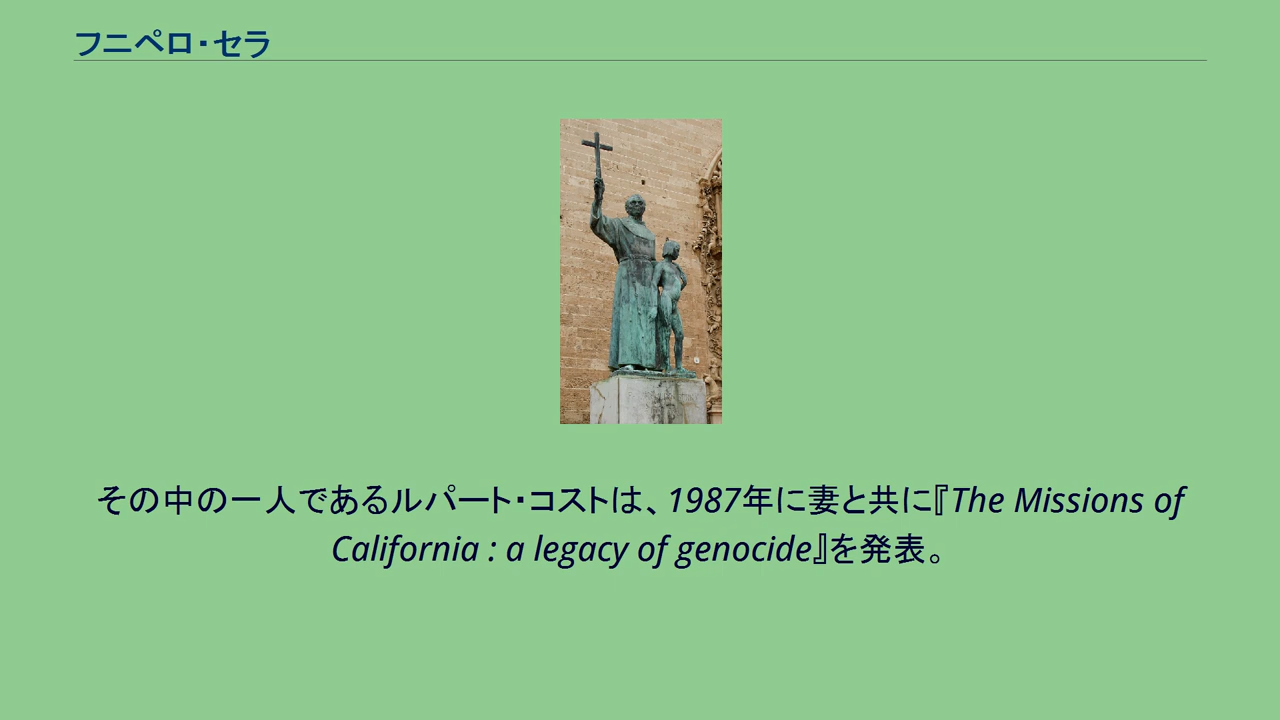 フニペロ・セラ
その中の一人であるルパート・コストは、1987年に妻と共に『The Missions of
California : a legacy of genocide』を発表。